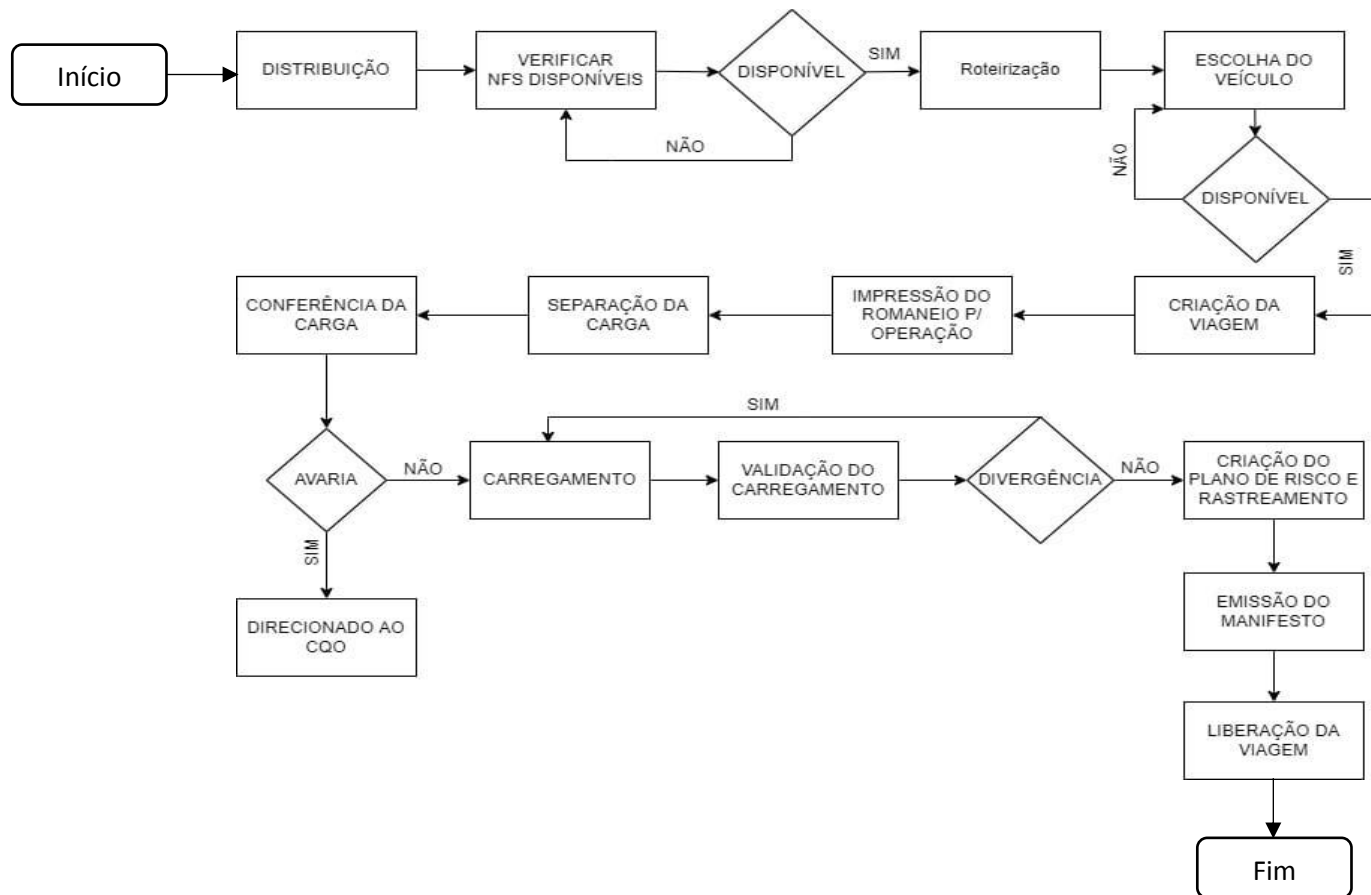 Início
DISTRIBUIÇÃO
VERIFICAR
NFS DISPONÍVEIS
DISPONÍVEL
SIM
NÃO
Roteirização
ESCOLHA DO
VEÍCULO
NÃO
DISPONÍVEL
SIM
CRIAÇÃO DA
VIAGEM
IMPRESSÃO DO
ROMANEIO P/
OPERAÇÃO
SEPARAÇÃO DA
CARGA
CONFERÊNCIA DA
CARGA
AVARIA
NÃO
SIM
DIRECIONADO AO
CQO
CARREGAMENTO
VALIDAÇÃO DO
CARREGAMENTO
DIVERGÊNCIA
SIM
NÃO
CRIAÇÃO DO
PLANO DE RISCO E
RASTREAMENTO
EMISSÃO DO
MANIFESTO
LIBERAÇÃO DA
VIAGEM
Fim